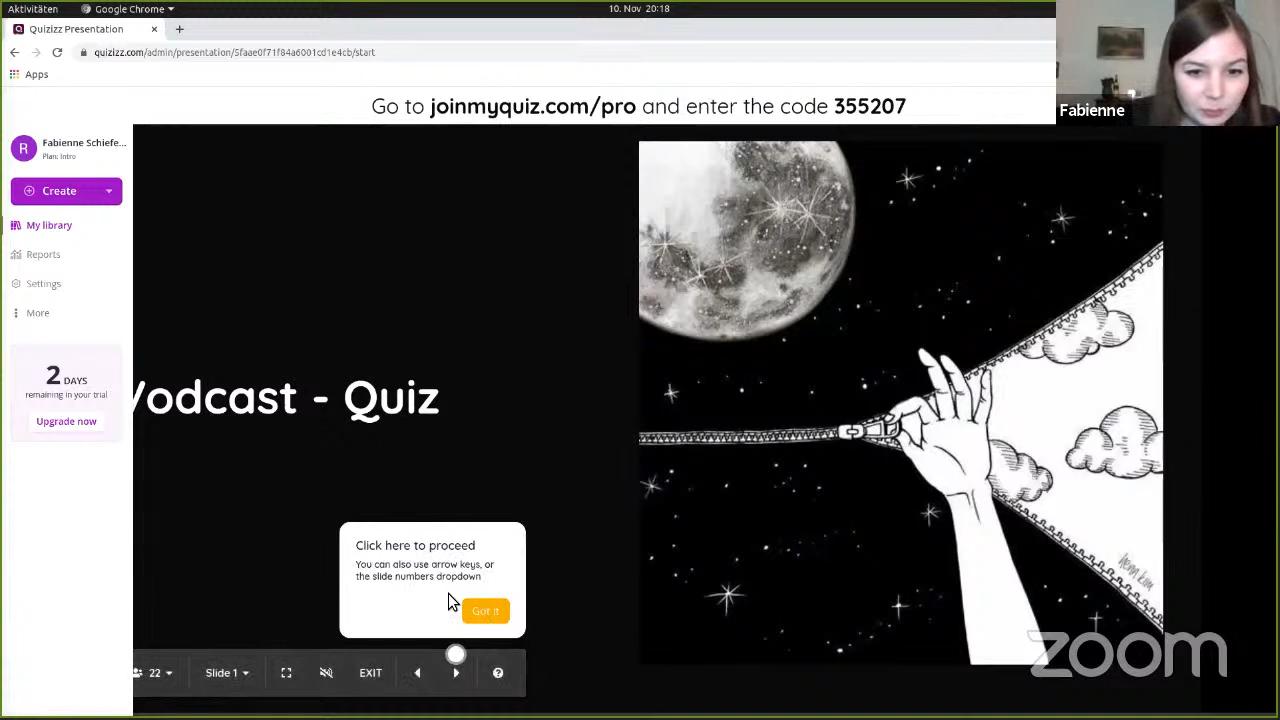 Aktivitäten
Google Chrome
10. Nov 20:18
Quizizz Presentation
quizizz.com/admin/presentation/5faae0f71f84a6001cd1e4cb/start
Apps
Fabienne
Go to joinmyquiz.com/pro and enter the code 355207
R
Fabienne Schiefe...
Plan: Intro
Create
My library
Reports
Settings
More
2 DAYS
remaining in your trial
Upgrade now
Vodcast - Quiz
Click here to proceed
You can also use arrow keys, or
the slide numbers dropdown
Got it
22
Slide 1
EXIT
henn kim
zoom